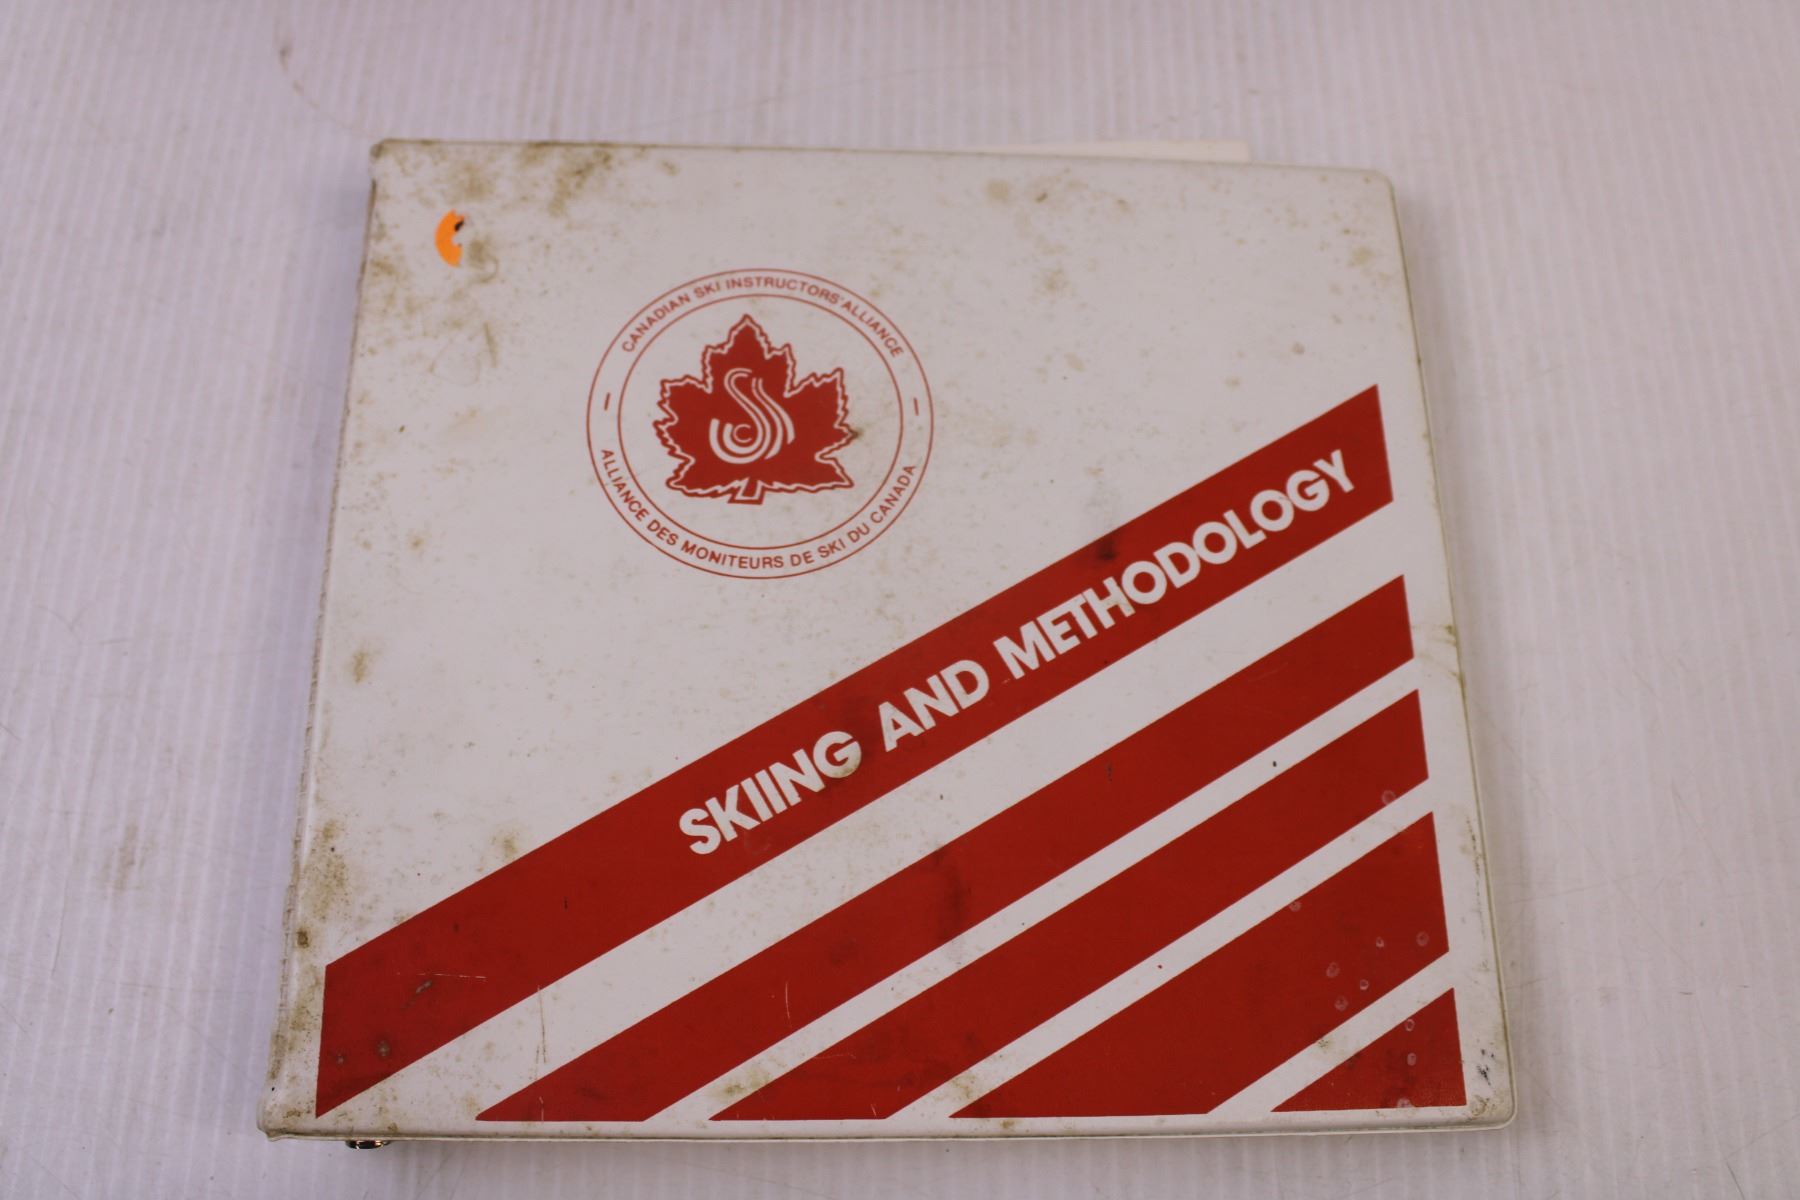 CANADIAN SKI INSTRUCTORS' ALLIANCE
ALLIANCE DES MONITEURS DE SKI DU CANADA
C
SKIING AND METHODOLOGY